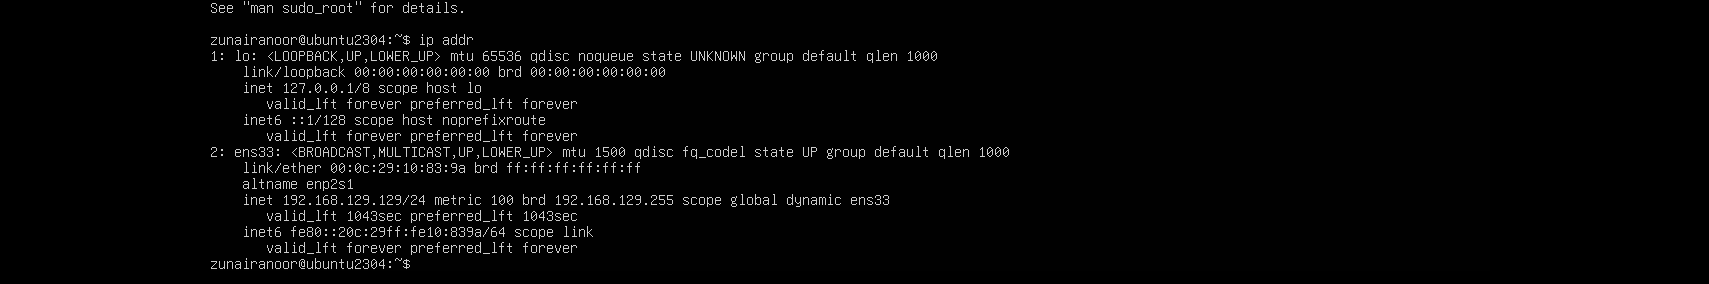 See "man sudo_root" for details.
zunairanoor@ubuntu2304:~$ ip addr
1: lo: <LOOPBACK,UP,LOWER_UP> mtu 65536 qdisc noqueue state UNKNOWN group default qlen 1000
link/loopback 00:00:00:00:00:00 brd 00:00:00:00:00:00
inet 127.0.0.1/8 scope host lo
valid_lft forever preferred_lft forever
inet6 ::1/128 scope host noprefixroute
valid_lft forever preferred_lft forever
2: ens33: <BROADCAST,MULTICAST,UP,LOWER_UP> mtu 1500 qdisc fq_codel state UP group default qlen 1000
link/ether 00:0c:29:10:83:9a brd ff:ff:ff:ff:ff:ff
altname enp2s1
inet 192.168.129.129/24 metric 100 brd 192.168.129.255 scope global dynamic ens33
valid_lft 1043sec preferred_lft 1043sec
inet6 fe80::20c:29ff:fe10:839a/64 scope link
valid_lft forever preferred_lft forever
zunairanoor@ubuntu2304:~$